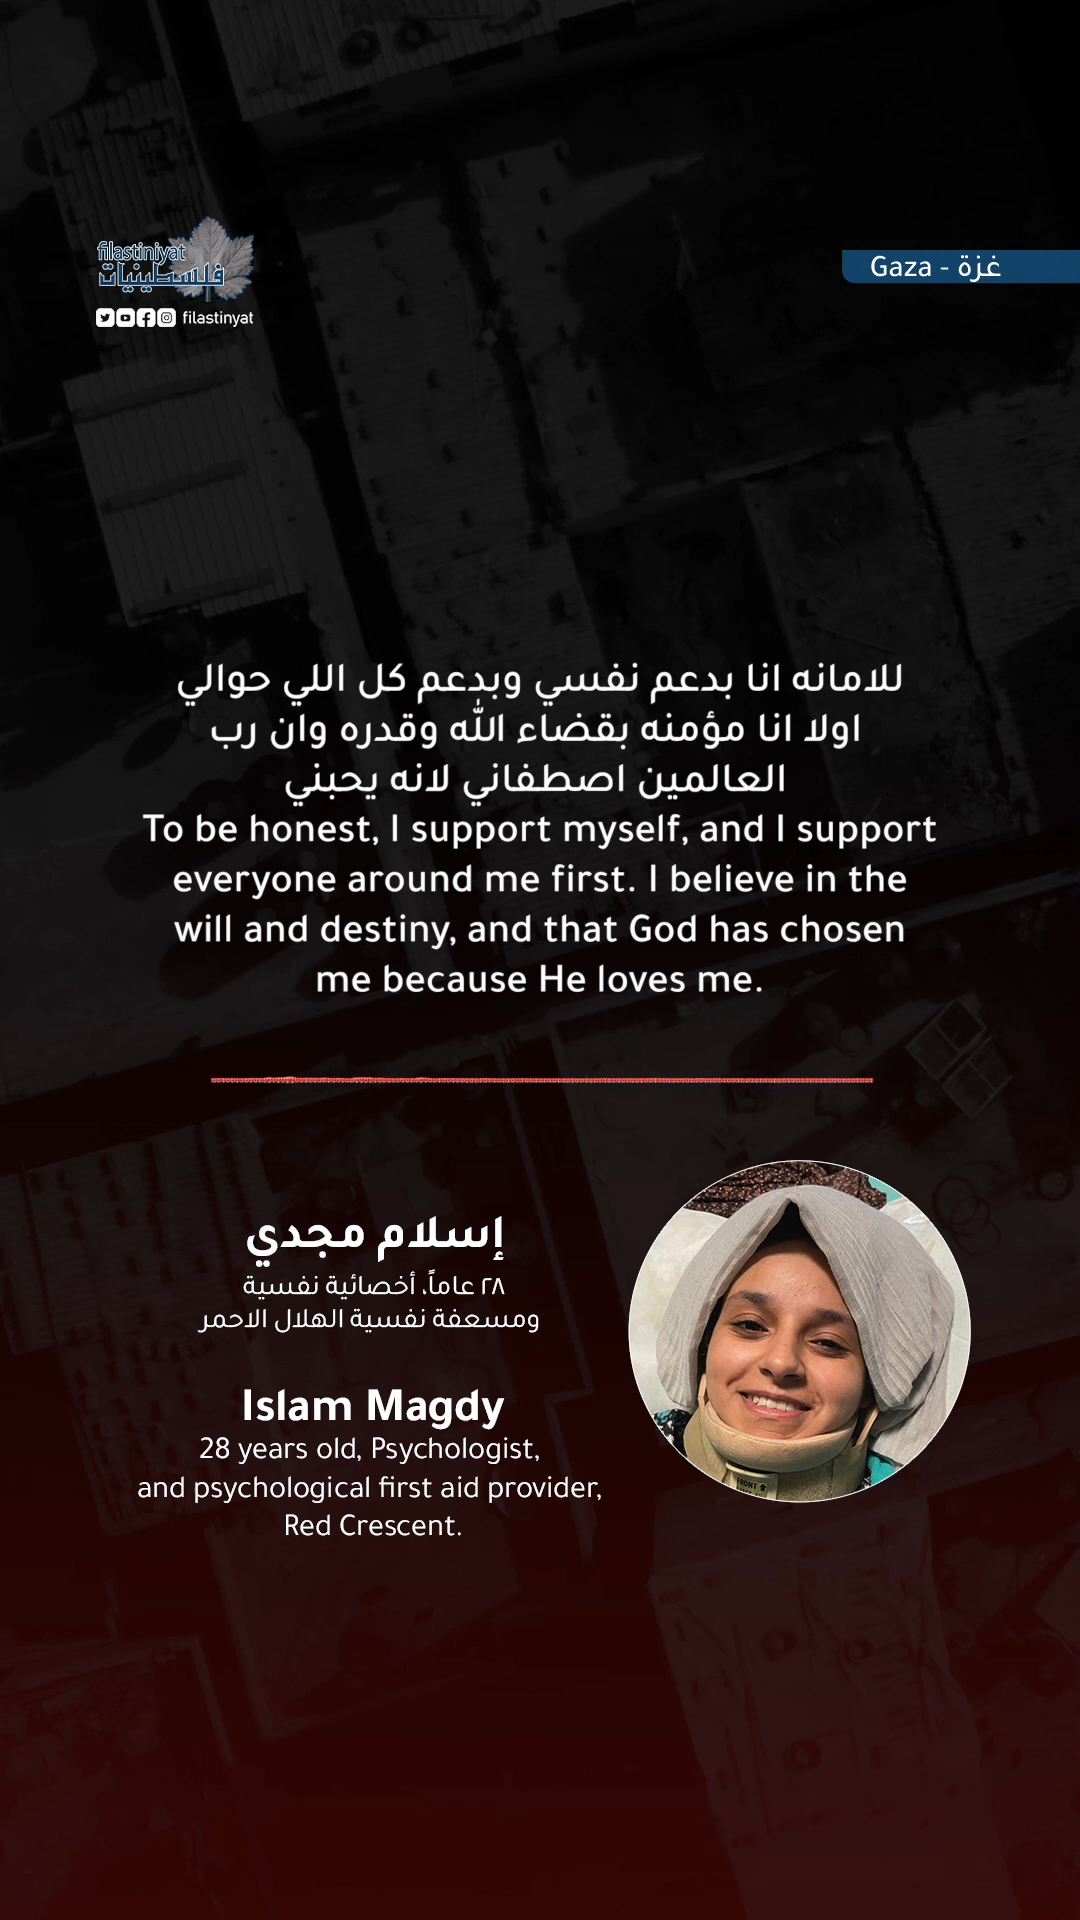 filastiniyat
فلسطينيات
filastinyat
Gaza - غزة
للامانه انا بدعم نفسي وبدعم كل اللي حوالي
اولا انا مؤمنه بقضاء الله وقدره وان رب
العالمين اصطفاني لانه يحبني
To be honest, I support myself, and I support
everyone around me first. I believe in the
will and destiny, and that God has chosen
me because He loves me.
إسلام مجدي
٢٨ عاماً، أخصائية نفسية
ومسعفة نفسية الهلال الاحمر
Islam Magdy
28 years old, Psychologist,
and psychological first aid provider,
Red Crescent.
FRONT